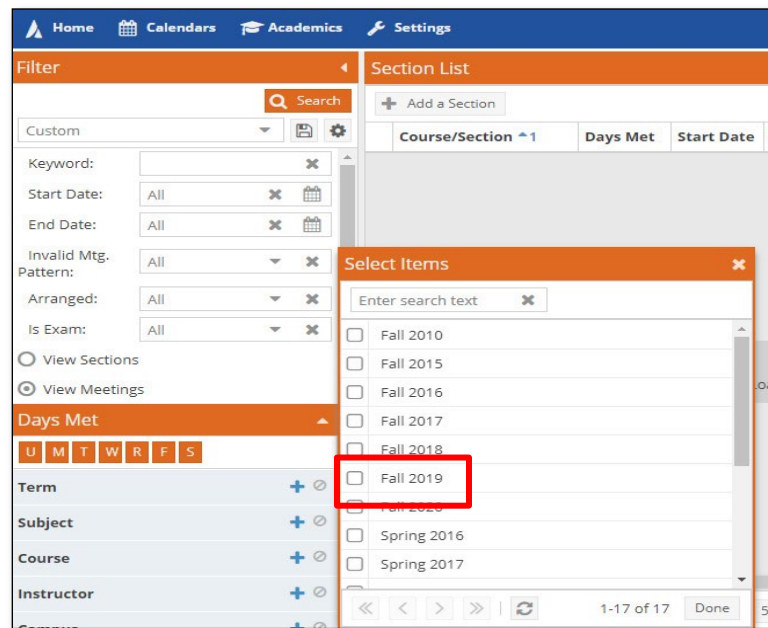 Home Calendars Academics Settings
Filter
Search
Custom
Keyword:
Start Date: All
End Date: All
Invalid Mtg. Pattern: All
Arranged: All
Is Exam: All
View Sections
View Meetings
Days Met
U M T W R F S
Term
Subject
Course
Instructor
Campus
Section List
Add a Section
Course/Section 1 Days Met Start Date
Select Items
Enter search text
Fall 2010
Fall 2015
Fall 2016
Fall 2017
Fall 2018
Fall 2019
Fall 2020
Spring 2016
Spring 2017
1-17 of 17 Done